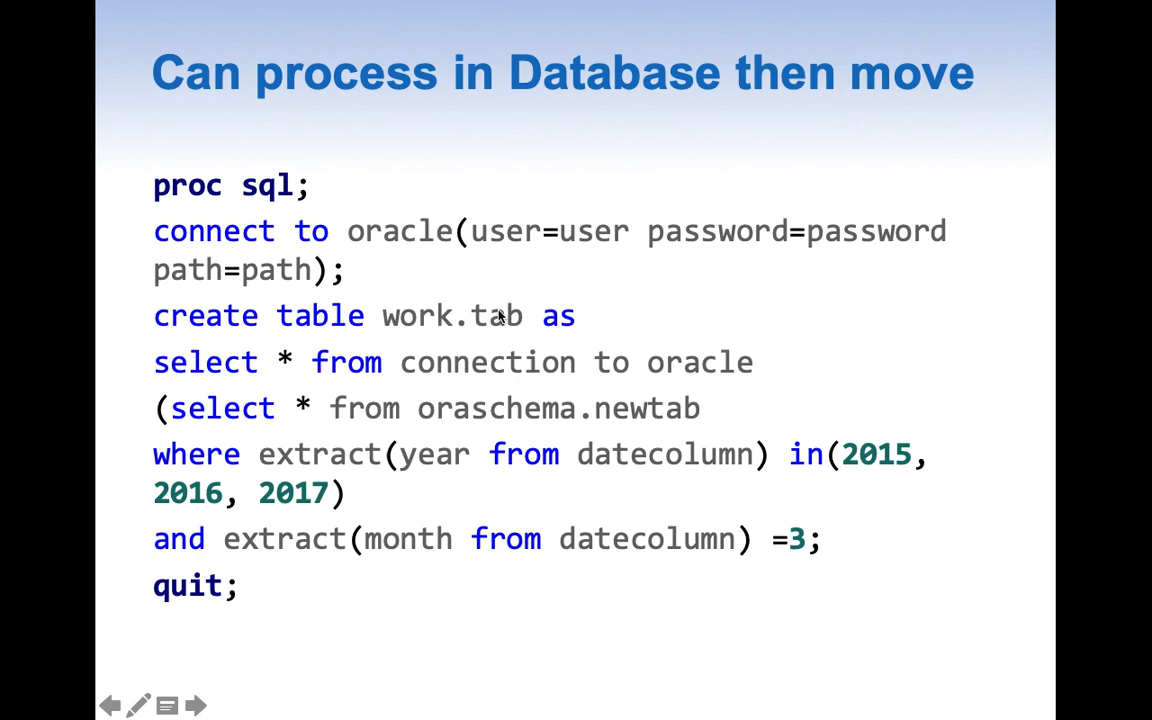 Can process in Database then move
proc sql;
connect to oracle(user=user password=password
path=path);
create table work.tab as
select * from connection to oracle
(select * from oraschema.newtab
where extract(year from datecolumn) in(2015,
2016, 2017)
and extract(month from datecolumn) =3;
quit;